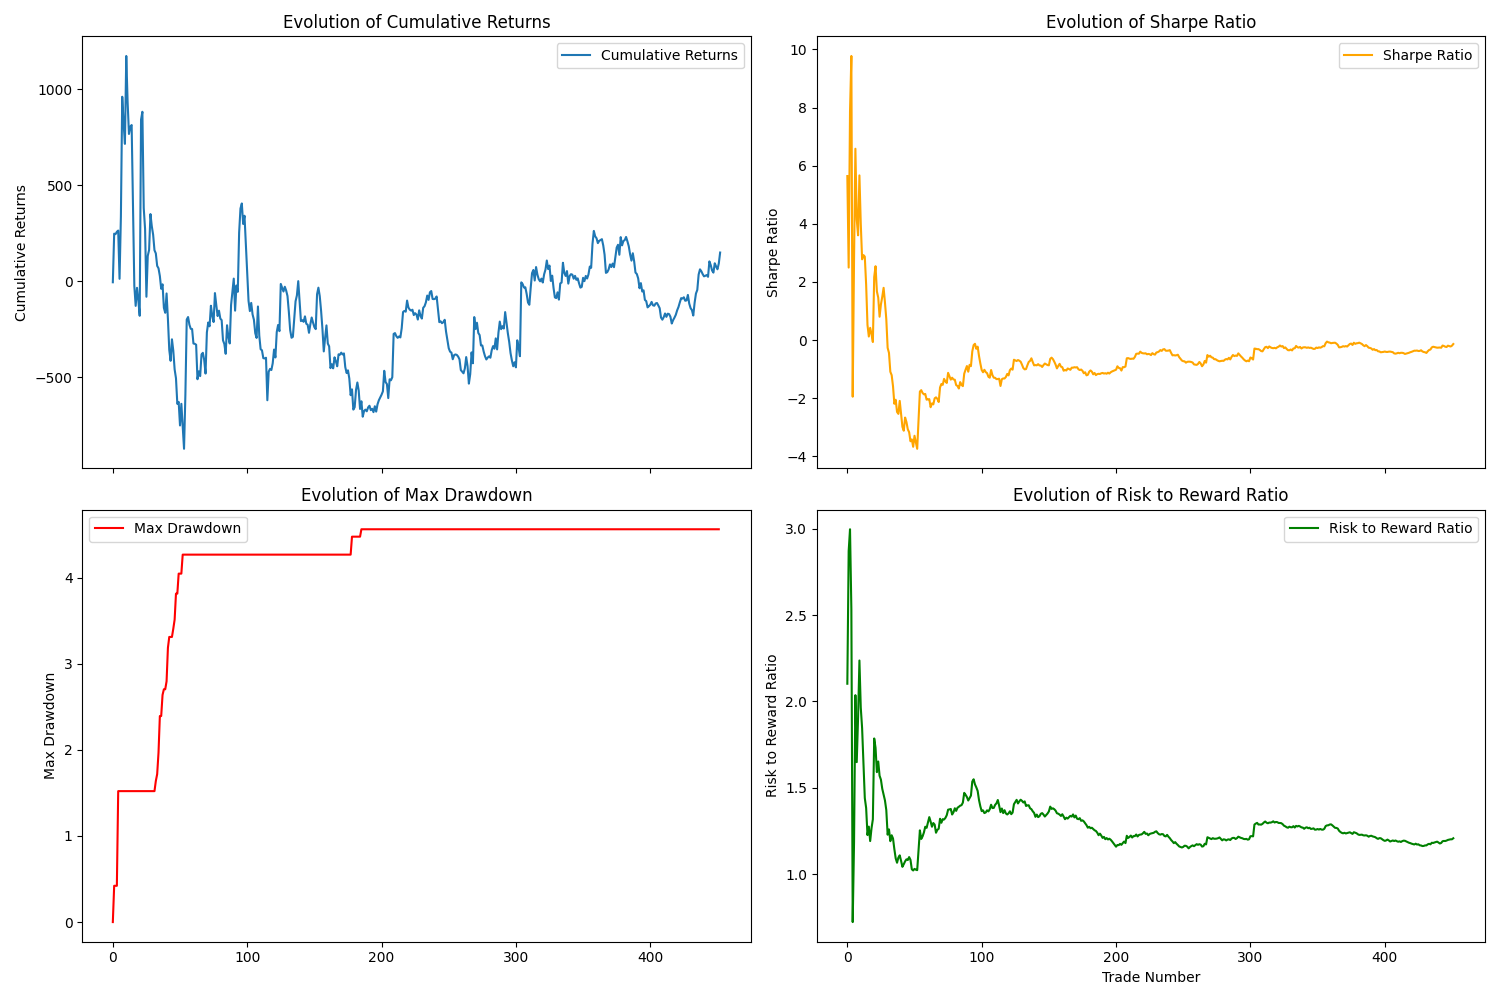 Evolution of Cumulative Returns
Cumulative Returns
Cumulative Returns
1000
500
0
−500
Evolution of Sharpe Ratio
Sharpe Ratio
Sharpe Ratio
10
8
6
4
2
0
−2
−4
Evolution of Max Drawdown
Max Drawdown
Max Drawdown
4
3
2
1
0
0 100 200 300 400
Evolution of Risk to Reward Ratio
Risk to Reward Ratio
Risk to Reward Ratio
3.0
2.5
2.0
1.5
1.0
0 100 200 300 400
Trade Number